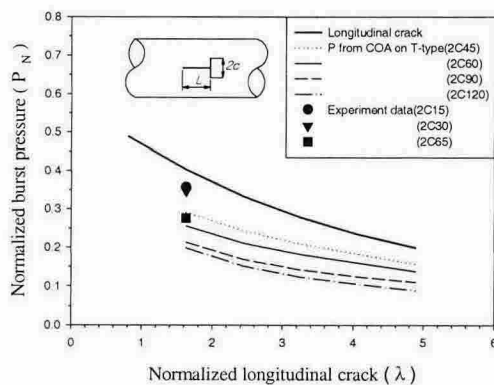 Longitudinal crack
P from COA on T-type(2C45)
(2C60)
(2C90)
(2C120)
Experiment data(2C15)
(2C30)
(2C65)
L
2c
Normalized burst pressure ( P_N )
0.8
0.7
0.6
0.5
0.4
0.3
0.2
0.1
0.0
0 1 2 3 4 5 6
Normalized longitudinal crack ( λ )